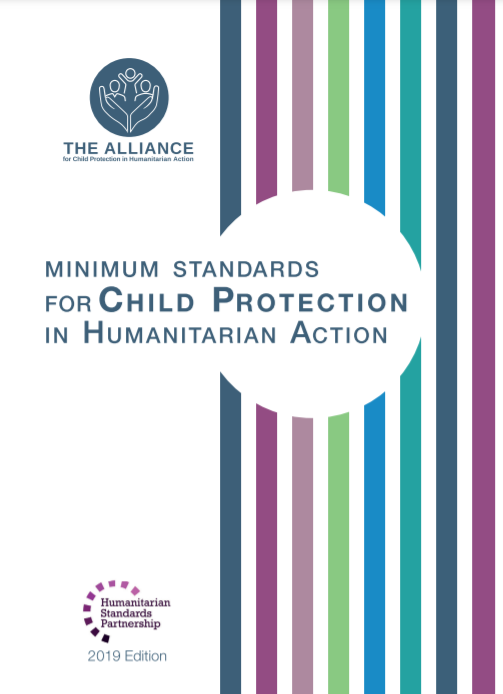 THE ALLIANCE
for Child Protection in Humanitarian Action
MINIMUM STANDARDS
FOR CHILD PROTECTION
IN HUMANITARIAN ACTION
Humanitarian
Standards
Partnership
2019 Edition